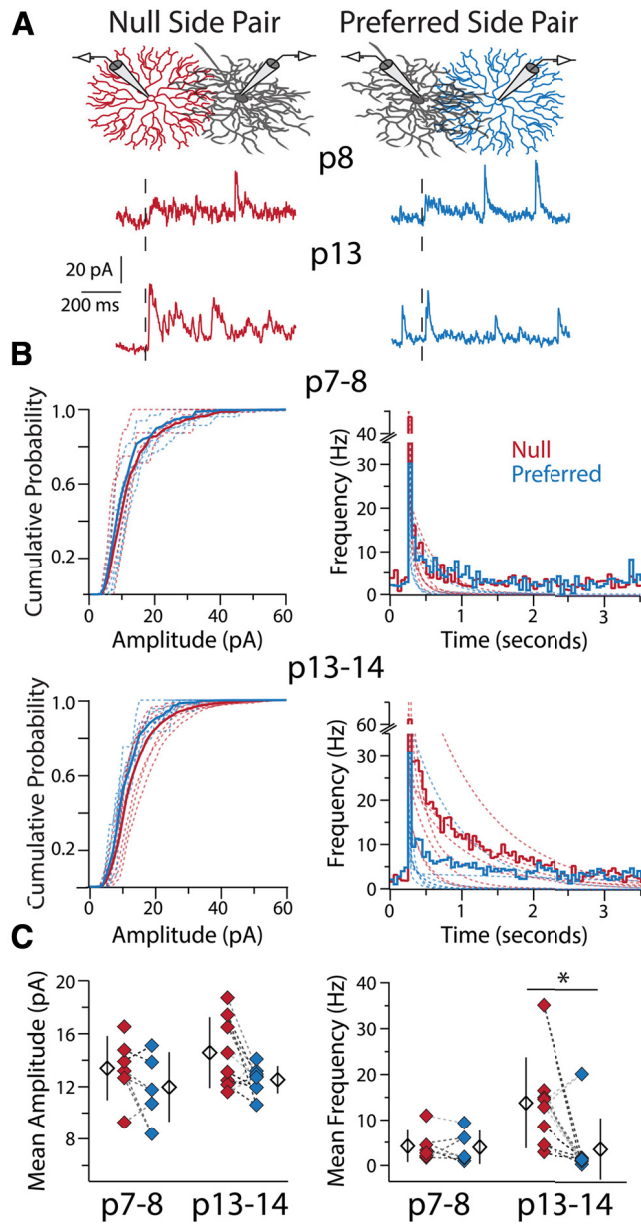 A
Null Side Pair
Preferred Side Pair
p8
p13
20 pA
200 ms
B
p7-8
Cumulative Probability
1.0
0.6
0.2
0
20
40
60
Amplitude (pA)
Frequency (Hz)
40
30
20
10
0
0
1
2
3
Time (seconds)
Null
Preferred
p13-14
Cumulative Probability
1.0
0.6
0.2
0
20
40
60
Amplitude (pA)
Frequency (Hz)
60
30
20
10
0
0
1
2
3
Time (seconds)
C
Mean Amplitude (pA)
20
16
12
8
p7-8
p13-14
Mean Frequency (Hz)
40
30
20
10
0
*
p7-8
p13-14